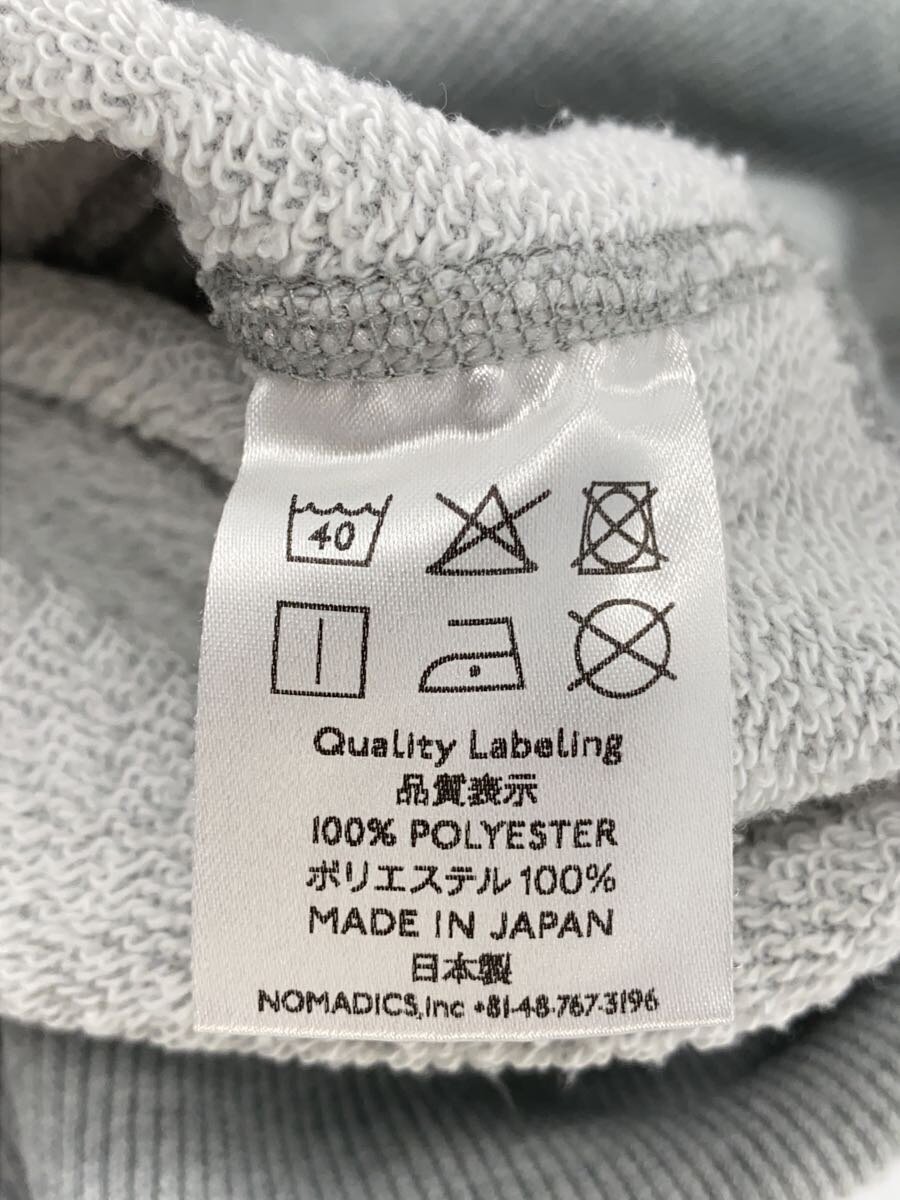 40
Quality Labeling
品質表示
100% POLYESTER
ポリエステル 100%
MADE IN JAPAN
日本製
NOMADICS,Inc +81-48-767-3196